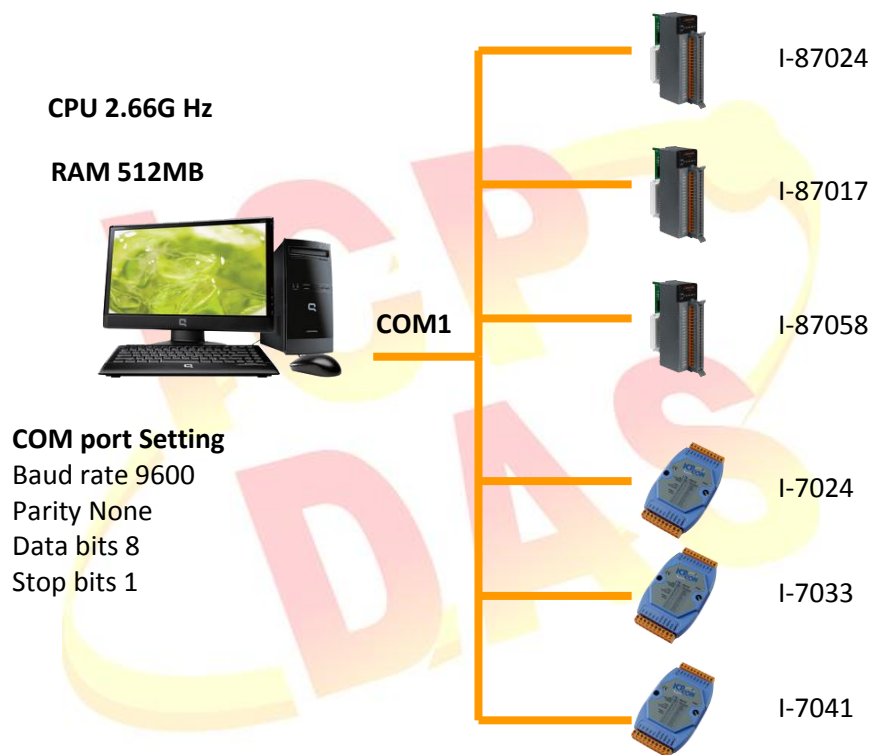 CPU 2.66G Hz
RAM 512MB
COM1
COM port Setting
Baud rate 9600
Parity None
Data bits 8
Stop bits 1
I-87024
I-87017
I-87058
I-7024
I-7033
I-7041
ICP
DAS